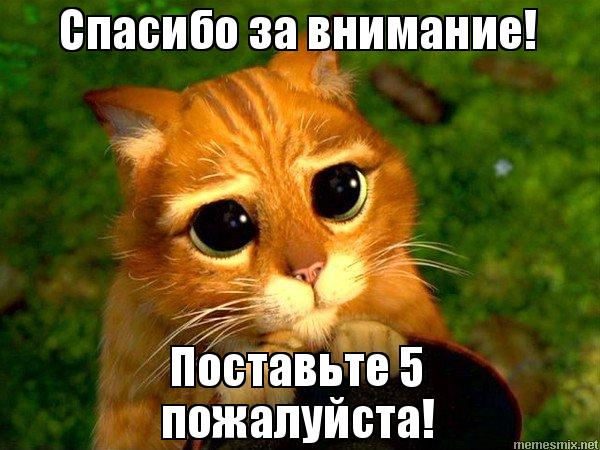 Спасибо за внимание!
Поставьте 5
пожалуйста!
memesmix.net